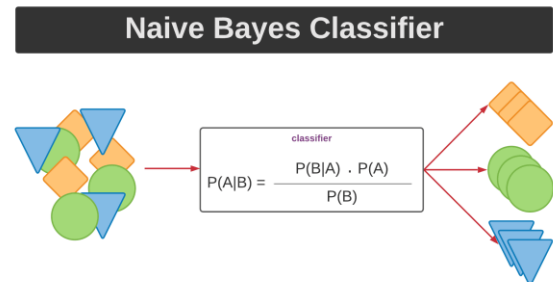 Naive Bayes Classifier
classifier
P(A|B) = P(B|A) . P(A)
P(B)